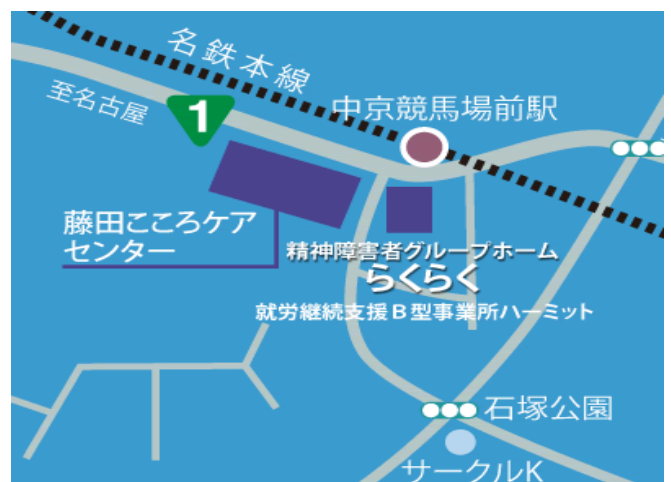 名鉄本線
至名古屋
1
中京競馬場前駅
藤田こころケア
センター
精神障害者グループホーム
らくらく
就労継続支援B型事業所ハーミット
石塚公園
サークルK